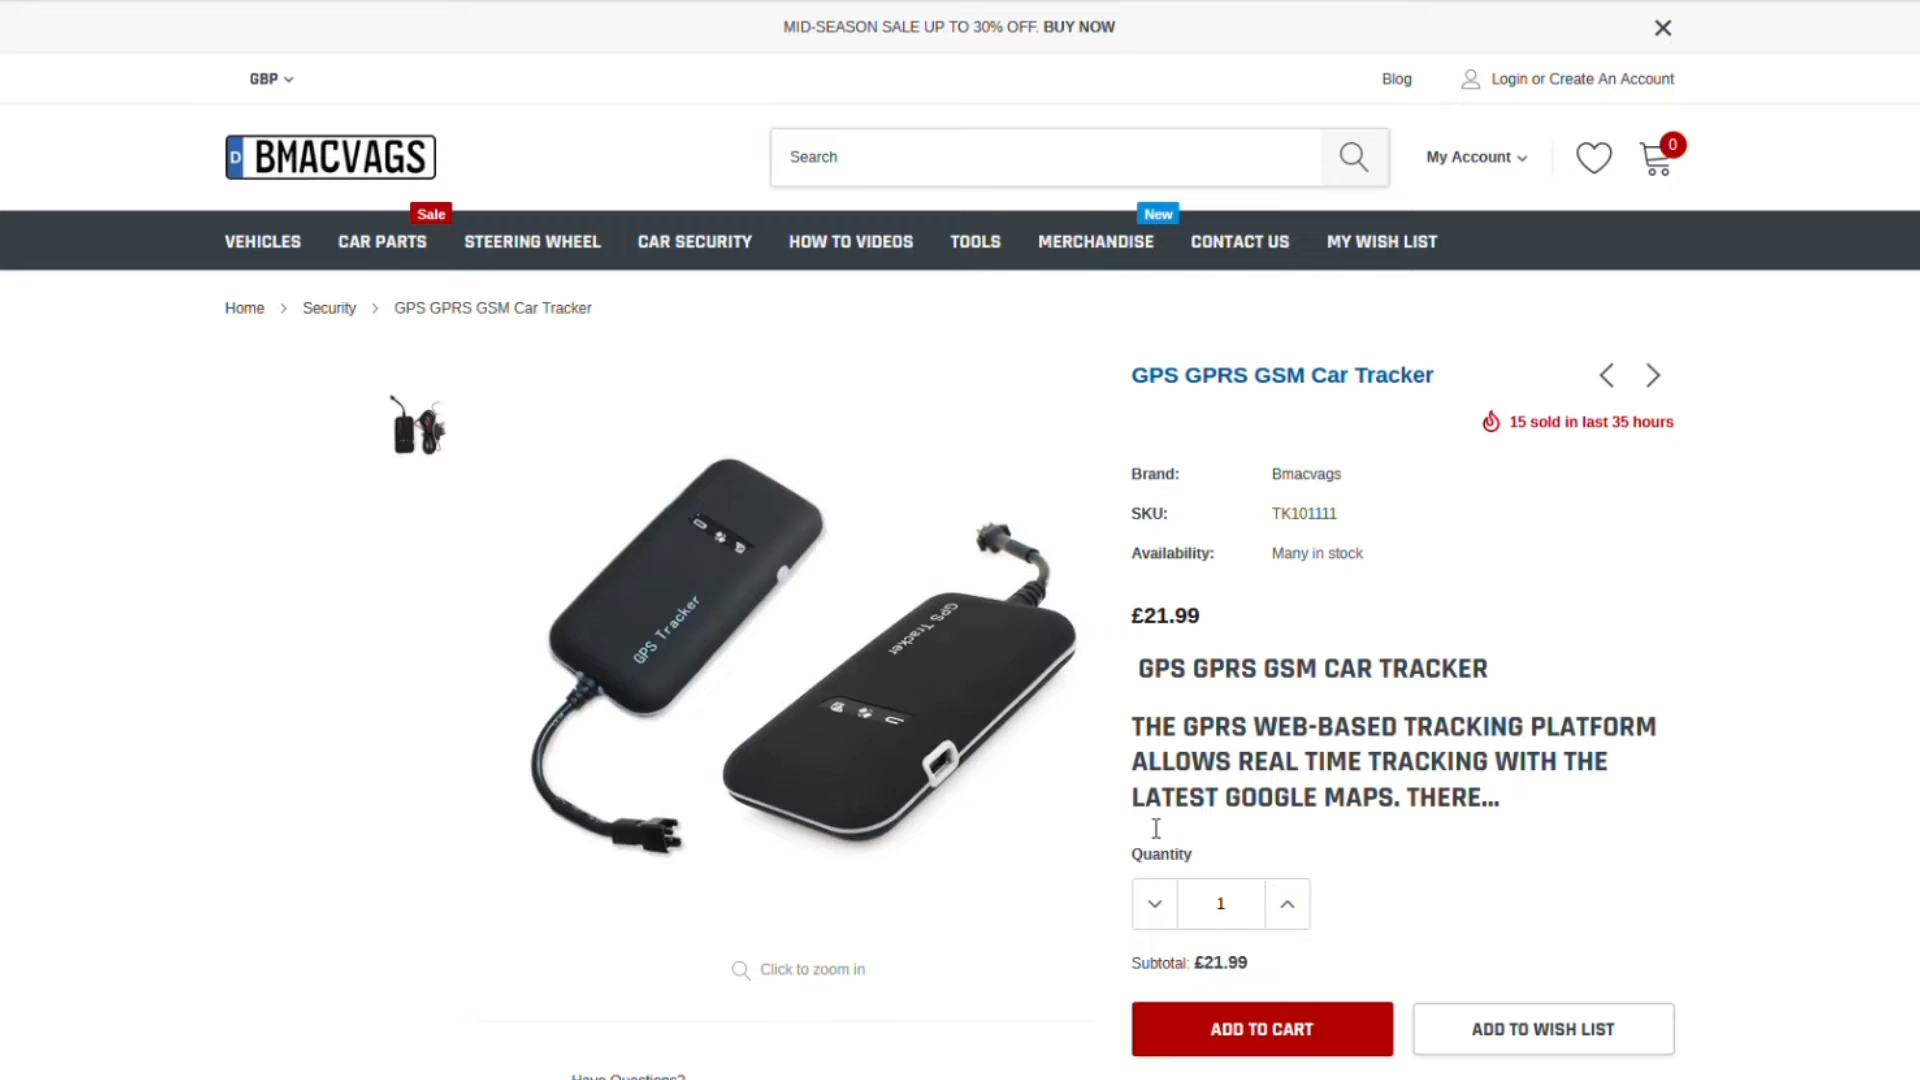 MID-SEASON SALE UP TO 30% OFF. BUY NOW
GBP
Blog
Login or Create An Account
D BMACVAGS
Search
My Account
0
Sale
New
VEHICLES
CAR PARTS
STEERING WHEEL
CAR SECURITY
HOW TO VIDEOS
TOOLS
MERCHANDISE
CONTACT US
MY WISH LIST
Home > Security > GPS GPRS GSM Car Tracker
GPS Tracker
GPS Tracker
Click to zoom in
Have Questions?
GPS GPRS GSM Car Tracker
15 sold in last 35 hours
Brand: Bmacvags
SKU: TK101111
Availability: Many in stock
£21.99
GPS GPRS GSM CAR TRACKER
THE GPRS WEB-BASED TRACKING PLATFORM
ALLOWS REAL TIME TRACKING WITH THE
LATEST GOOGLE MAPS. THERE...
Quantity
1
Subtotal: £21.99
ADD TO CART
ADD TO WISH LIST